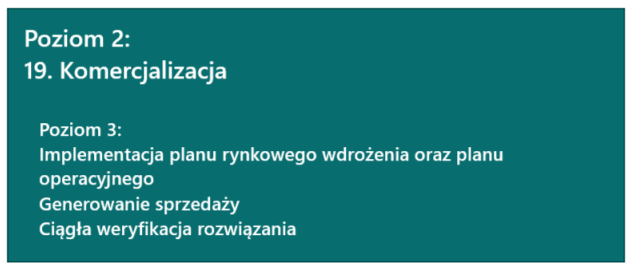 Poziom 2:
19. Komercjalizacja
Poziom 3:
Implementacja planu rynkowego wdrożenia oraz planu
operacyjnego
Generowanie sprzedaży
Ciągła weryfikacja rozwiązania